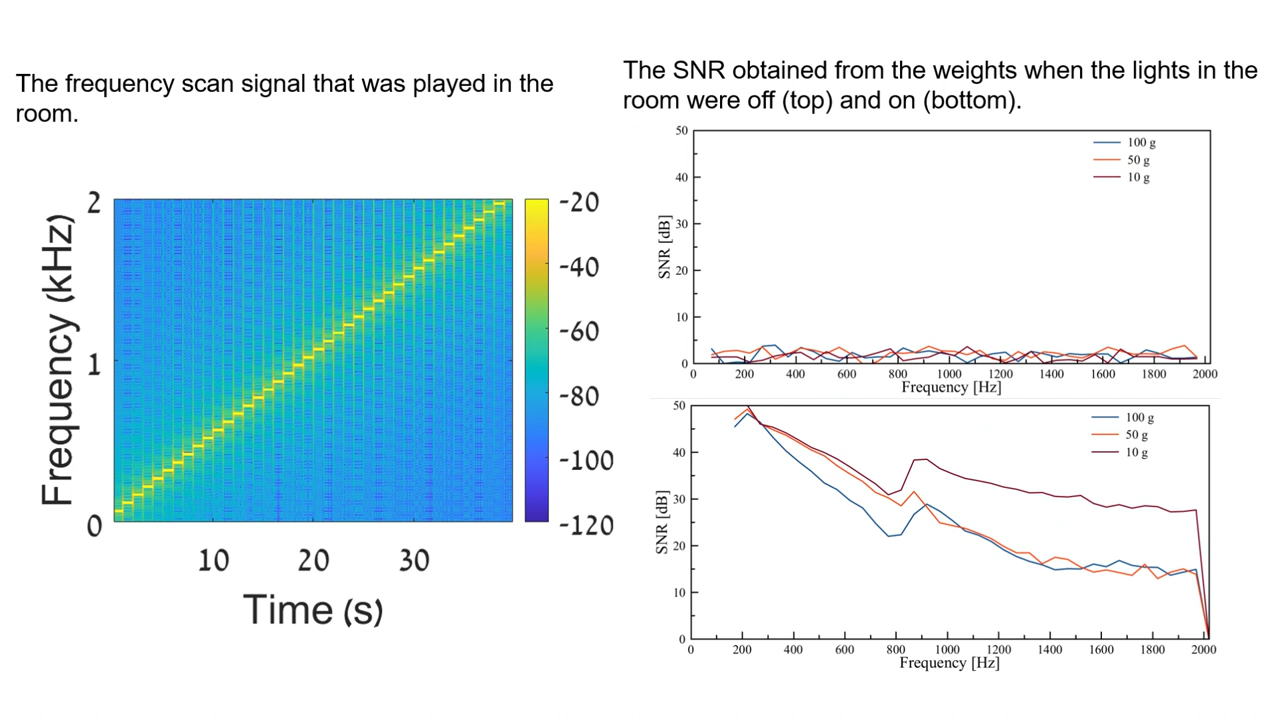 The frequency scan signal that was played in the
room.
The SNR obtained from the weights when the lights in the
room were off (top) and on (bottom).
Frequency (kHz)
2
1
0
10 20 30
Time (s)
-20
-40
-60
-80
-100
-120
SNR [dB]
50
40
30
20
10
0
100 g
50 g
10 g
0 200 400 600 800 1000 1200 1400 1600 1800 2000
Frequency [Hz]
SNR [dB]
50
40
30
20
10
0
100 g
50 g
10 g
0 200 400 600 800 1000 1200 1400 1600 1800 2000
Frequency [Hz]